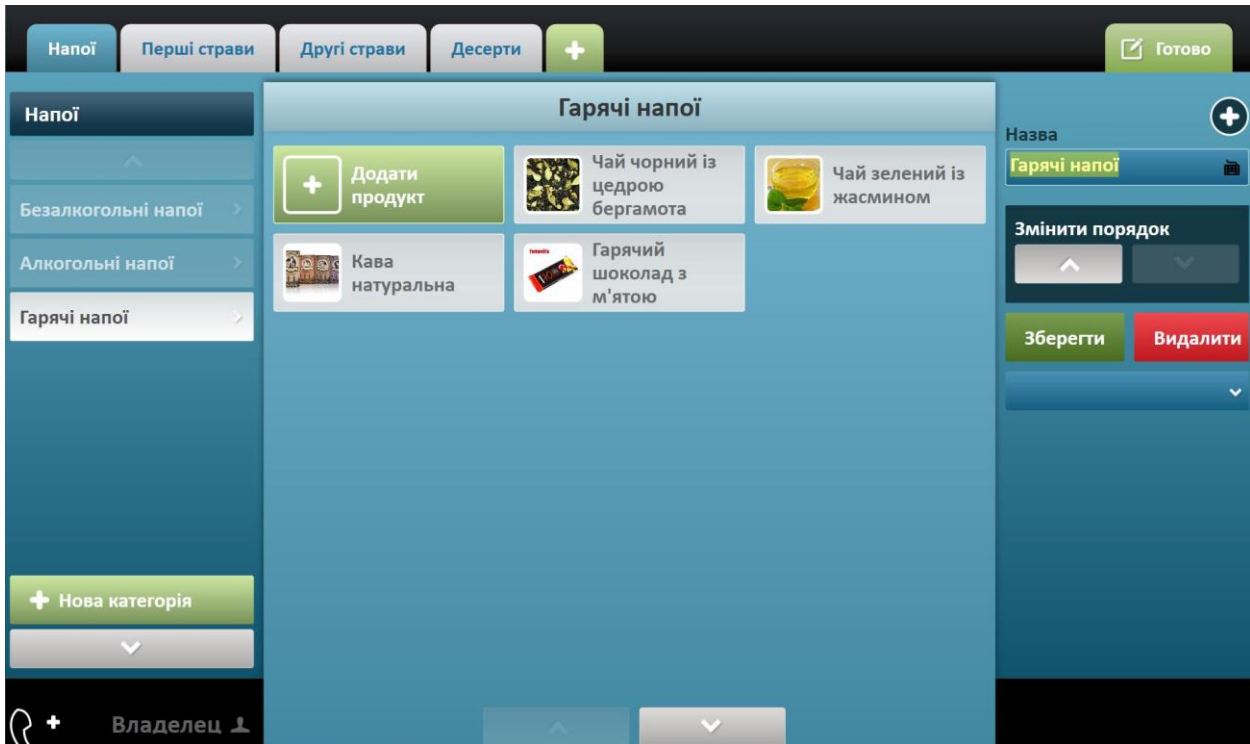 Напої
Перші страви
Другі страви
Десерти
Готово
Напої
Безалкогольні напої
Алкогольні напої
Гарячі напої
Нова категорія
Гарячі напої
Додати
продукт
Чай чорний із
цедрою
бергамота
Чай зелений із
жасмином
Кава
натуральна
Гарячий
шоколад з
м'ятою
Назва
Гарячі напої
Змінити порядок
Зберегти
Видалити
Владелец